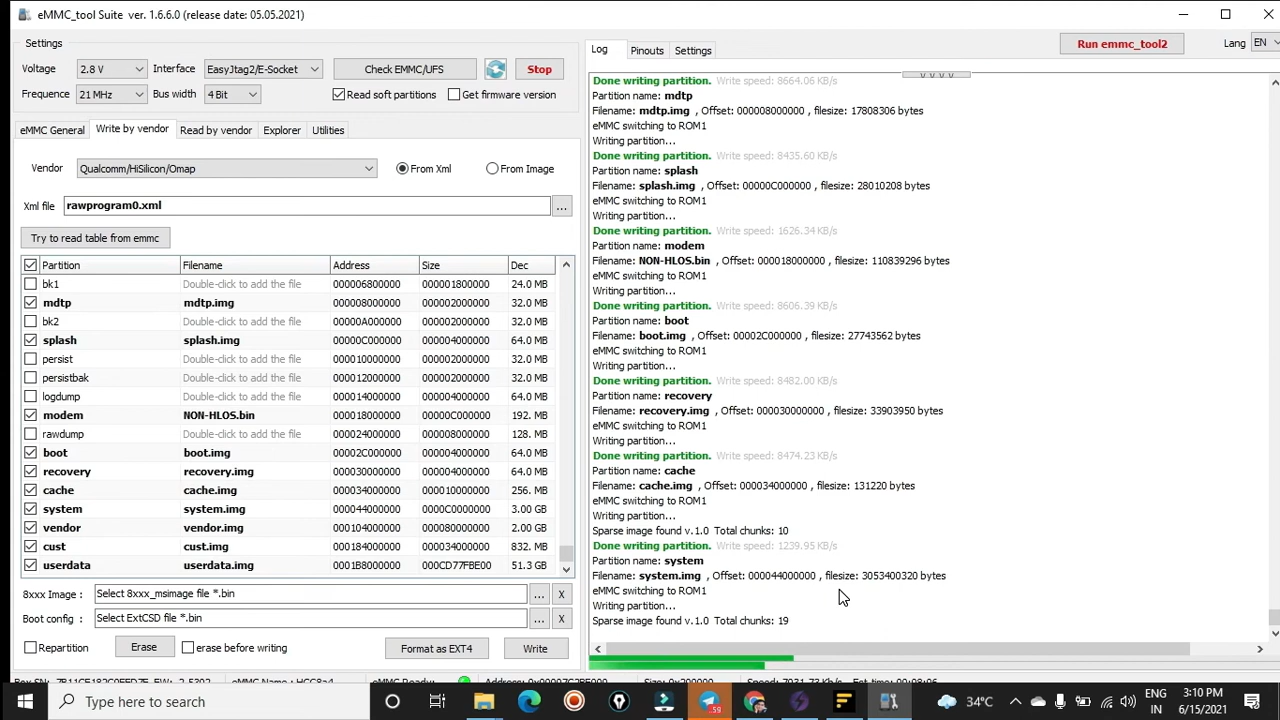 eMMC_tool Suite  ver. 1.6.6.0 (release date: 05.05.2021)
Settings
Voltage 2.8 V Interface EasyJtag2/E-Socket Check EMMC/UFS Stop
Frequency 21 MHz Bus width 4 Bit Read soft partitions Get firmware version
eMMC General Write by vendor Read by vendor Explorer Utilities
Vendor Qualcomm/HiSilicon/Omap From Xml From Image
Xml file rawprogram0.xml ...
Try to read table from emmc
Partition Filename Address Size Dec
bk1 Double-click to add the file 000006800000 000001800000 24.0 MB
mdtp mdtp.img 000008000000 000002000000 32.0 MB
bk2 Double-click to add the file 00000A000000 000002000000 32.0 MB
splash splash.img 00000C000000 000004000000 64.0 MB
persist Double-click to add the file 000010000000 000002000000 32.0 MB
persistbak Double-click to add the file 000012000000 000002000000 32.0 MB
logdump Double-click to add the file 000014000000 000004000000 64.0 MB
modem NON-HLOS.bin 000018000000 00000C000000 192. MB
rawdump Double-click to add the file 000024000000 000008000000 128. MB
boot boot.img 00002C000000 000004000000 64.0 MB
recovery recovery.img 000030000000 000004000000 64.0 MB
cache cache.img 000034000000 000010000000 256. MB
system system.img 000044000000 0000C0000000 3.00 GB
vendor vendor.img 000104000000 000080000000 2.00 GB
cust cust.img 000184000000 000034000000 832. MB
userdata userdata.img 0001B8000000 000CD77FBE00 51.3 GB
8xxx Image : Select 8xxx_msimage file *.bin ... X
Boot config : Select ExtCSD file *.bin ... X
Repartition Erase erase before writing Format as EXT4 Write
Log Pinouts Settings Run emmc_tool2 Lang EN
Done writing partition. Write speed: 8664.06 KB/s
Partition name: mdtp
Filename: mdtp.img , Offset: 000008000000 , filesize: 17808306 bytes
eMMC switching to ROM1
Writing partition...
Done writing partition. Write speed: 8435.60 KB/s
Partition name: splash
Filename: splash.img , Offset: 00000C000000 , filesize: 28010208 bytes
eMMC switching to ROM1
Writing partition...
Done writing partition. Write speed: 1626.34 KB/s
Partition name: modem
Filename: NON-HLOS.bin , Offset: 000018000000 , filesize: 110839296 bytes
eMMC switching to ROM1
Writing partition...
Done writing partition. Write speed: 8606.39 KB/s
Partition name: boot
Filename: boot.img , Offset: 00002C000000 , filesize: 27743562 bytes
eMMC switching to ROM1
Writing partition...
Done writing partition. Write speed: 8482.00 KB/s
Partition name: recovery
Filename: recovery.img , Offset: 000030000000 , filesize: 33903950 bytes
eMMC switching to ROM1
Writing partition...
Done writing partition. Write speed: 8474.23 KB/s
Partition name: cache
Filename: cache.img , Offset: 000034000000 , filesize: 131220 bytes
eMMC switching to ROM1
Writing partition...
Sparse image found v.1.0  Total chunks: 10
Done writing partition. Write speed: 1239.95 KB/s
Partition name: system
Filename: system.img , Offset: 000044000000 , filesize: 3053400320 bytes
eMMC switching to ROM1
Writing partition...
Sparse image found v.1.0  Total chunks: 19
Type here to search 59 34°C ENG IN 3:10 PM 6/15/2021